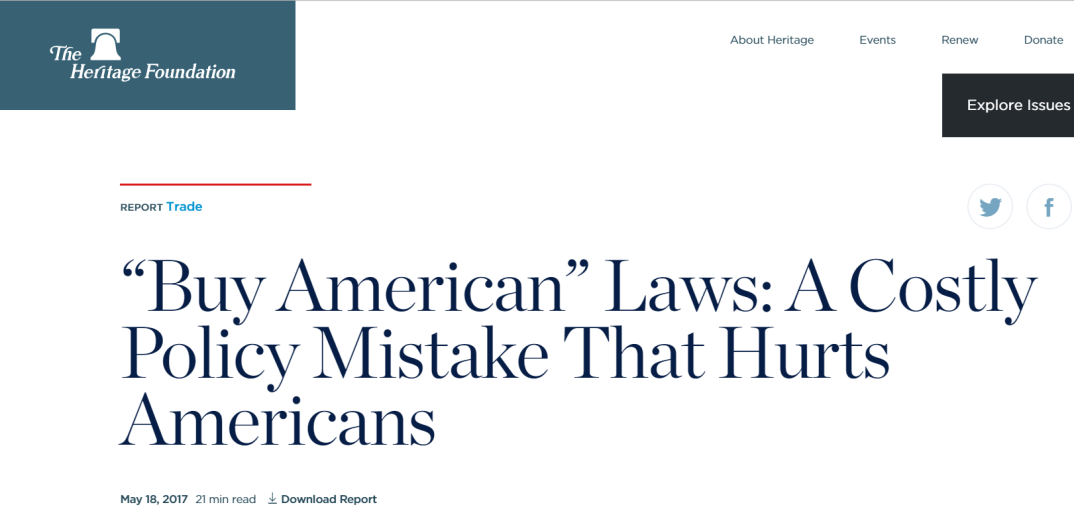 The
Heritage Foundation
About Heritage Events Renew Donate
Explore Issues
REPORT Trade
“Buy American” Laws: A Costly
Policy Mistake That Hurts
Americans
May 18, 2017 21 min read Download Report